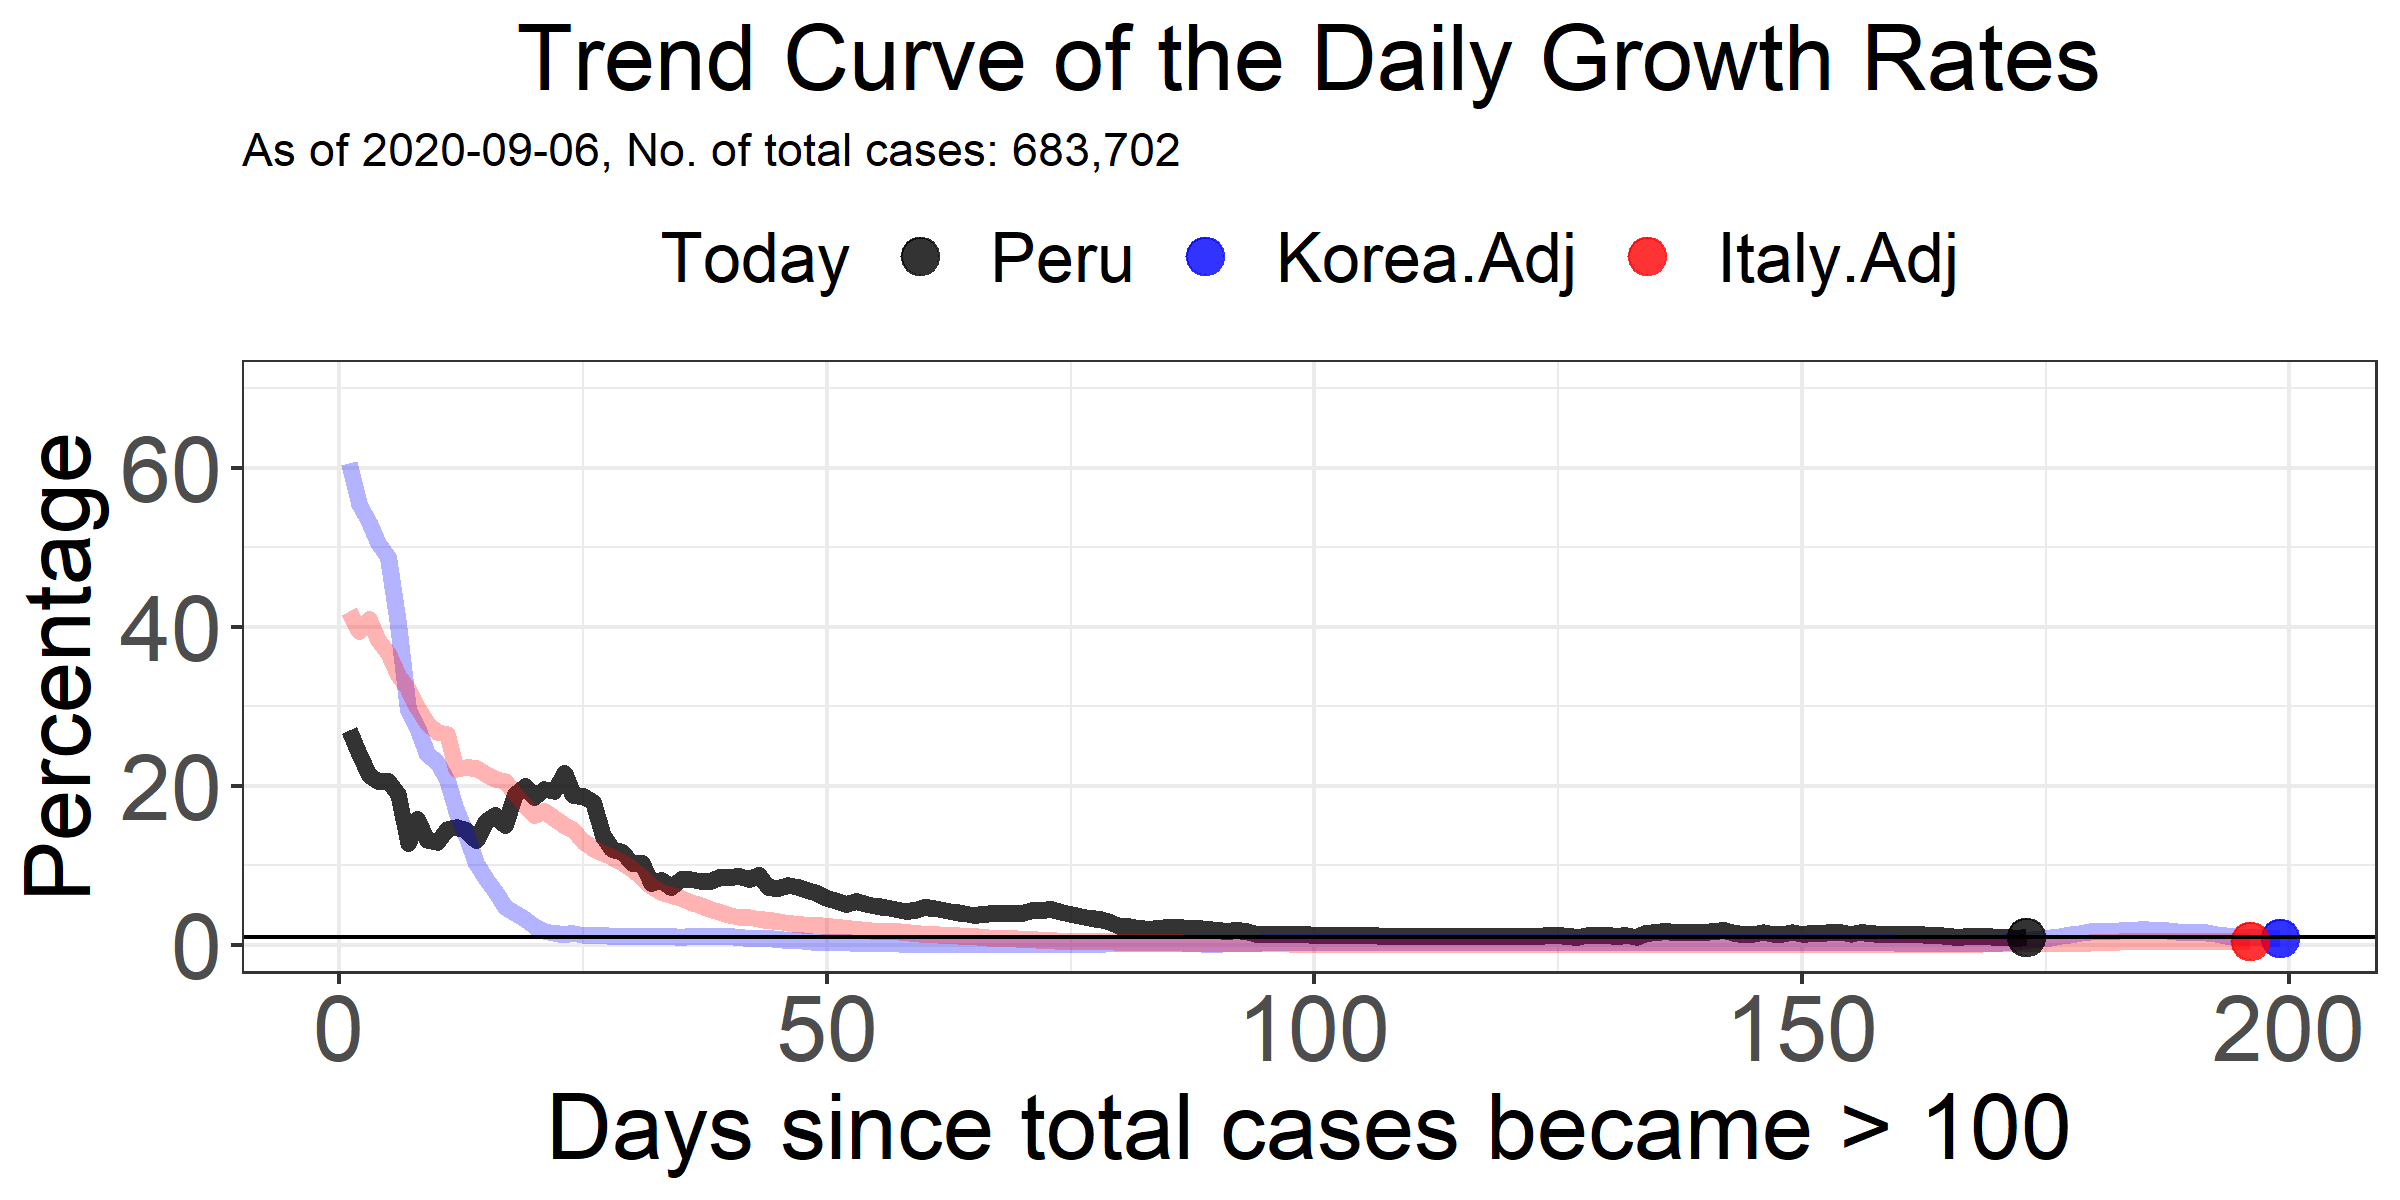 Trend Curve of the Daily Growth Rates
As of 2020-09-06, No. of total cases: 683,702
Today Peru Korea.Adj Italy.Adj
Percentage
60
40
20
0
0 50 100 150 200
Days since total cases became > 100